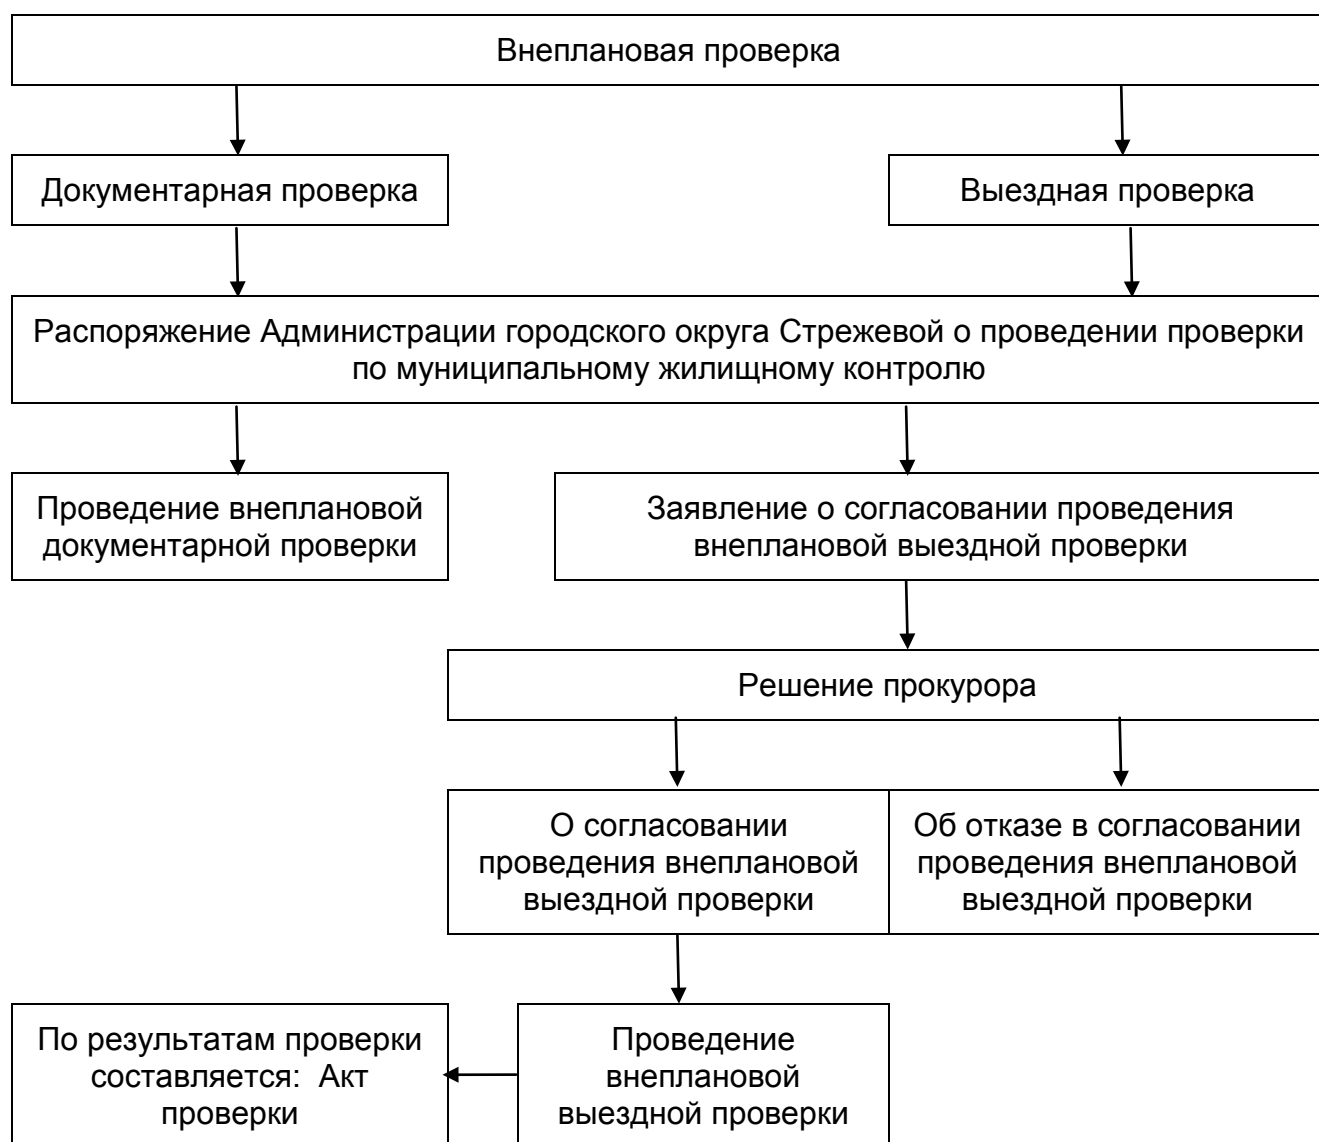 Внеплановая проверка
Документарная проверка
Выездная проверка
Распоряжение Администрации городского округа Стрежевой о проведении проверки
по муниципальному жилищному контролю
Проведение внеплановой
документарной проверки
Заявление о согласовании проведения
внеплановой выездной проверки
Решение прокурора
О согласовании
проведения внеплановой
выездной проверки
Об отказе в согласовании
проведения внеплановой
выездной проверки
По результатам проверки
составляется:  Акт
проверки
Проведение
внеплановой
выездной проверки